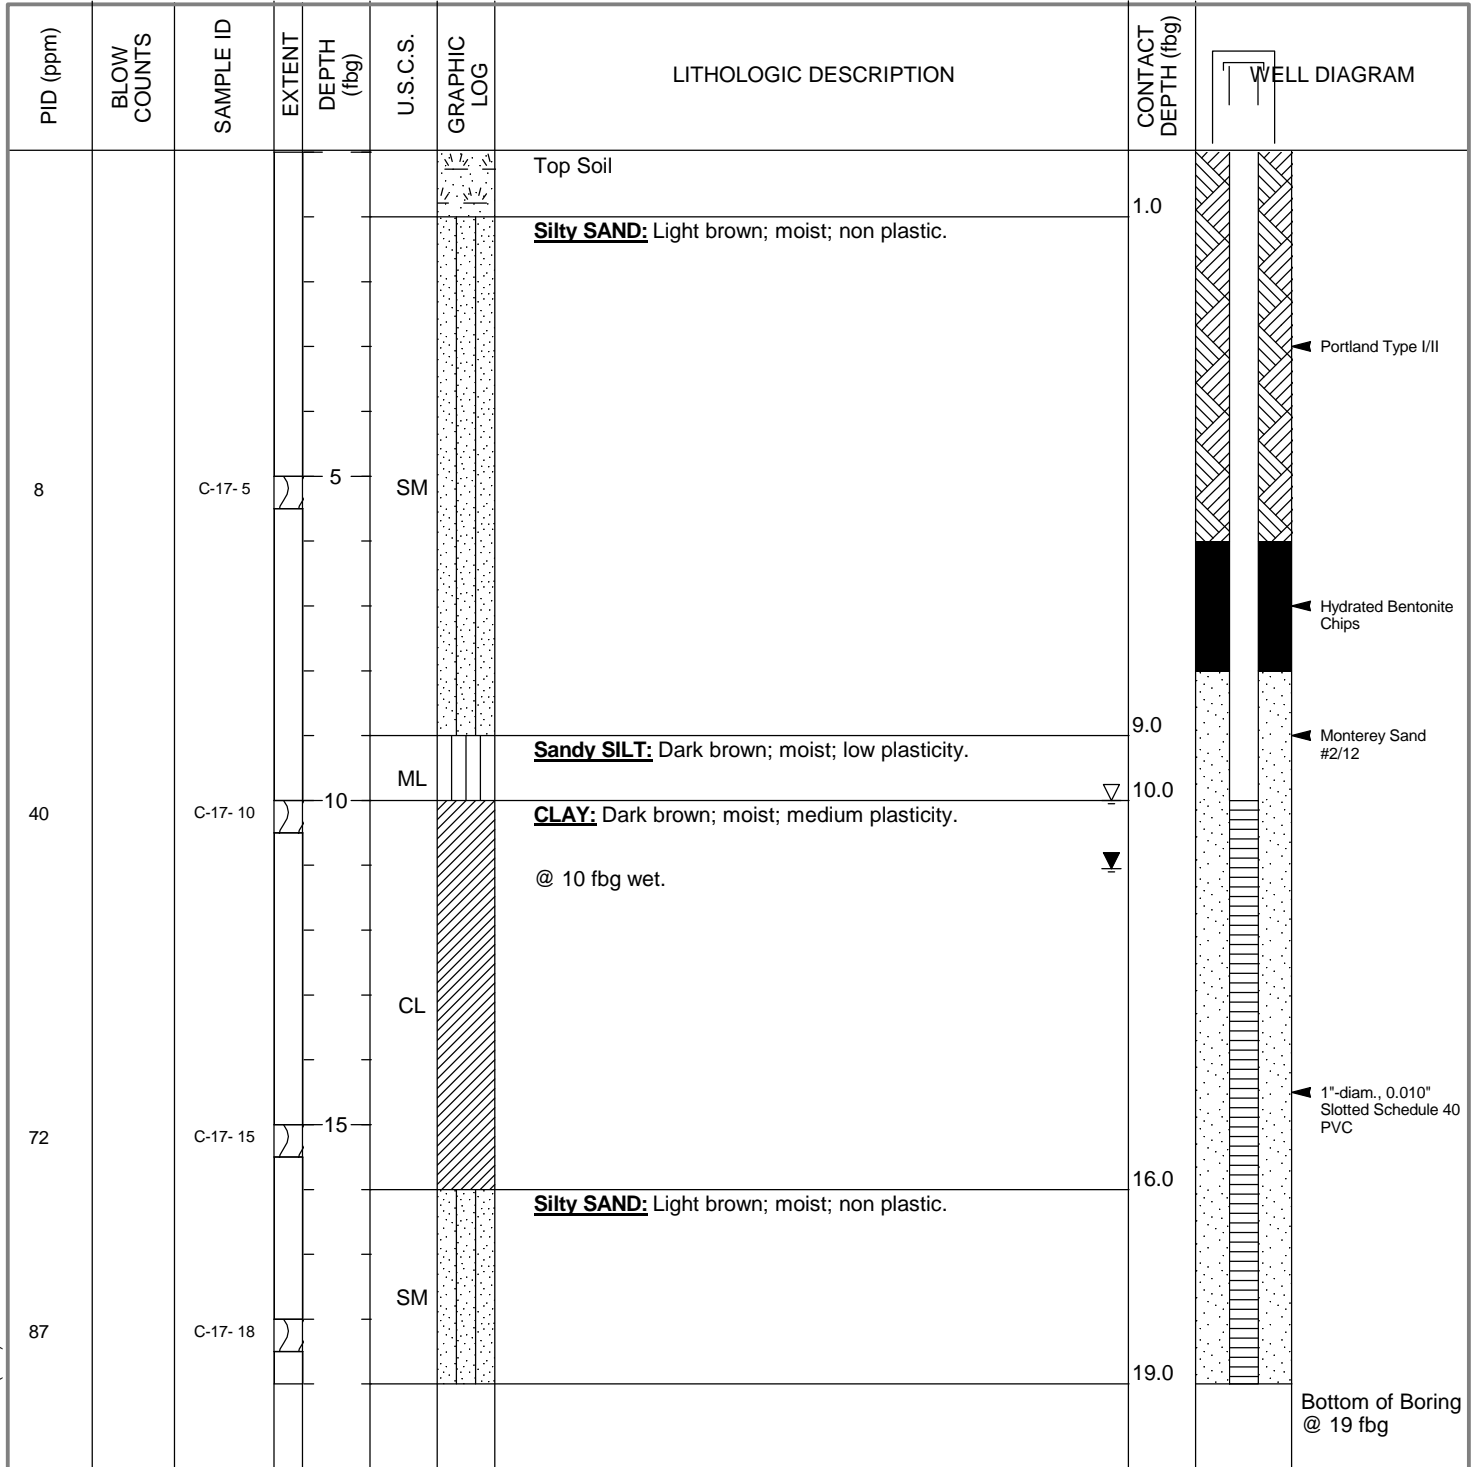 PID (ppm)
BLOW
COUNTS
SAMPLE ID
EXTENT
DEPTH
(fbg)
U.S.C.S.
GRAPHIC
LOG
LITHOLOGIC DESCRIPTION
CONTACT
DEPTH (fbg)
WELL DIAGRAM
Top Soil
1.0
Silty SAND: Light brown; moist; non plastic.
Portland Type I/II
8
C-17- 5
5
SM
Hydrated Bentonite
Chips
9.0
Sandy SILT: Dark brown; moist; low plasticity.
Monterey Sand
#2/12
ML
10.0
40
C-17- 10
10
CLAY: Dark brown; moist; medium plasticity.
@ 10 fbg wet.
CL
1"-diam., 0.010"
Slotted Schedule 40
PVC
72
C-17- 15
15
16.0
Silty SAND: Light brown; moist; non plastic.
SM
87
C-17- 18
19.0
Bottom of Boring
@ 19 fbg